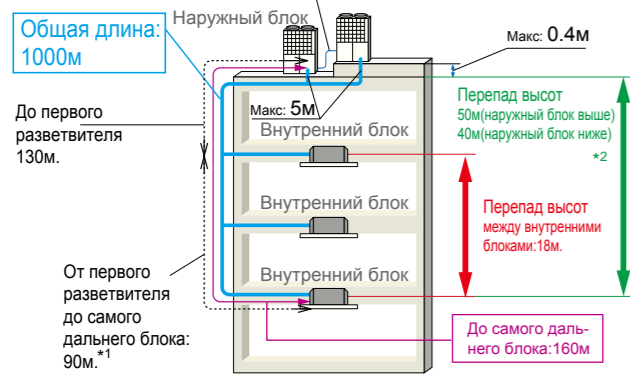 Наружный блок
Общая длина:
1000м
Макс: 0.4м
Макс: 5м
До первого
разветвителя
130м.
Внутренний блок
Внутренний блок
Внутренний блок
Перепад высот
50м(наружный блок выше)
40м(наружный блок ниже)
*2
Перепад высот
между внутренними
блоками:18м.
От первого
разветвителя
до самого
дальнего блока:
90м.*1
До самого даль-
него блока:160м